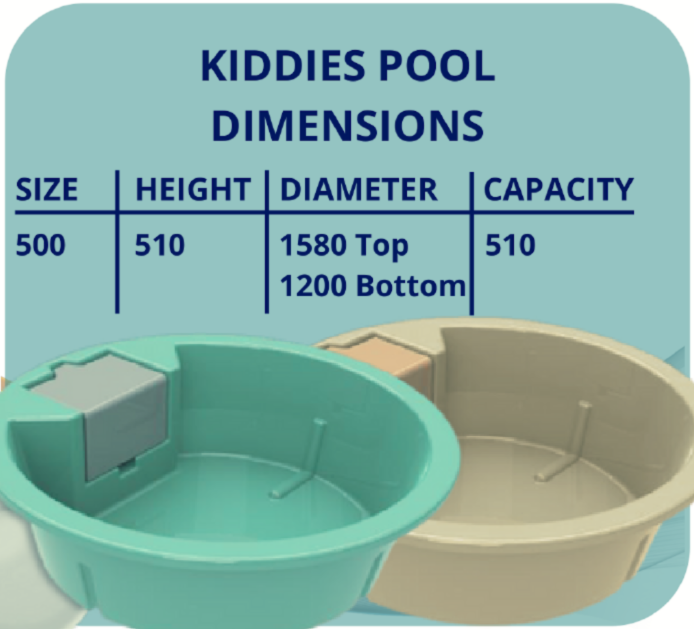 KIDDIES POOL
DIMENSIONS
SIZE HEIGHT DIAMETER CAPACITY
500 510 1580 Top 510
1200 Bottom